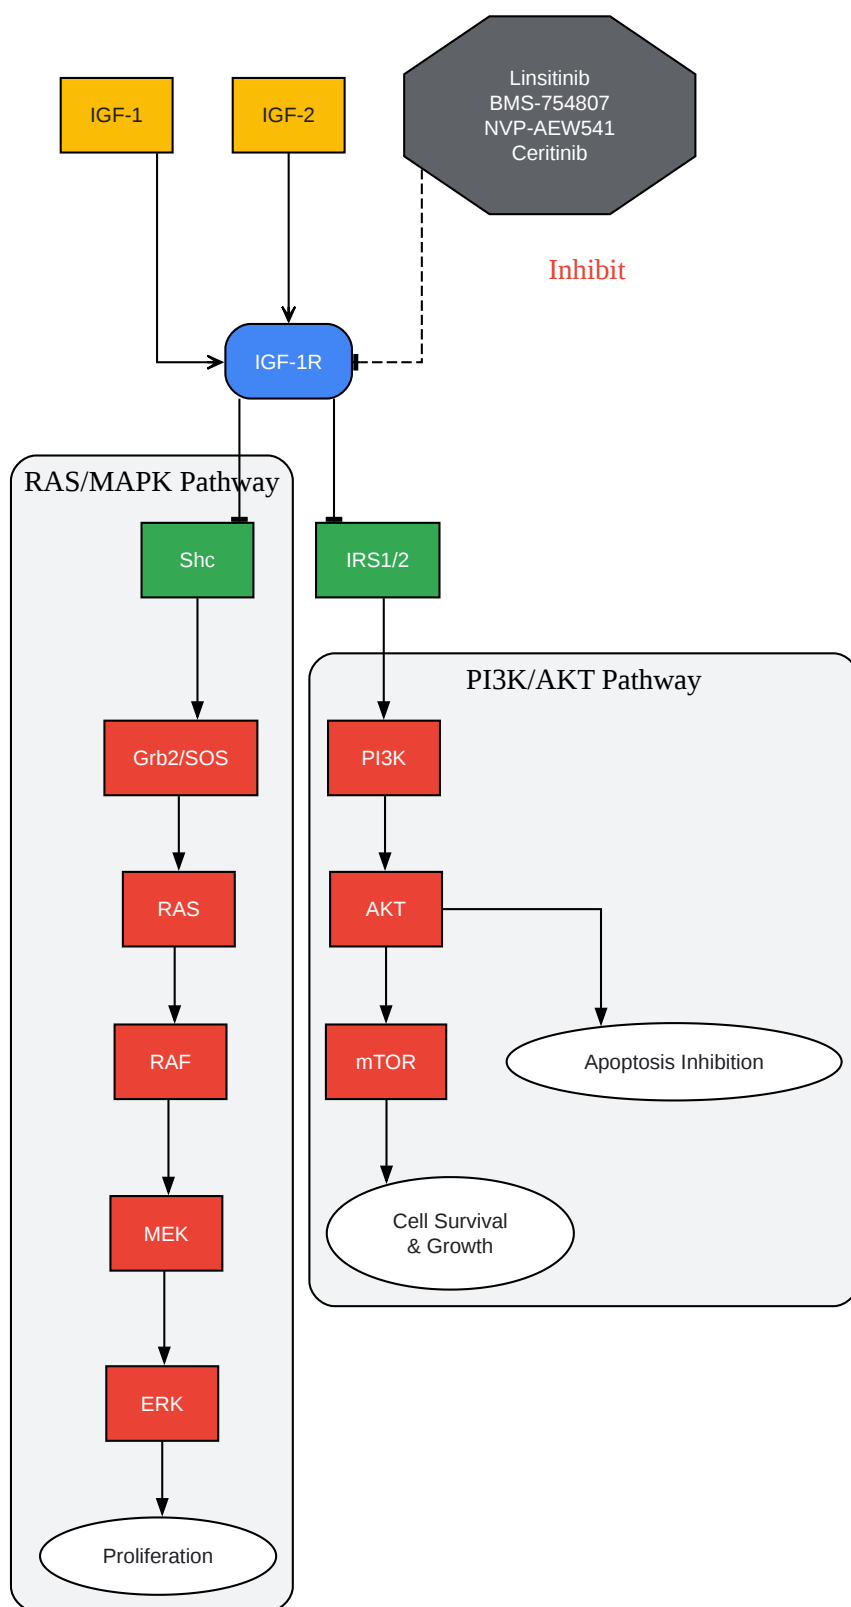 IGF-1
IGF-2
Linsitinib
BMS-754807
NVP-AEW541
Ceritinib
Inhibit
IGF-1R
RAS/MAPK Pathway
Shc
IRS1/2
PI3K/AKT Pathway
Grb2/SOS
PI3K
RAS
AKT
RAF
mTOR
Apoptosis Inhibition
MEK
Cell Survival
& Growth
ERK
Proliferation